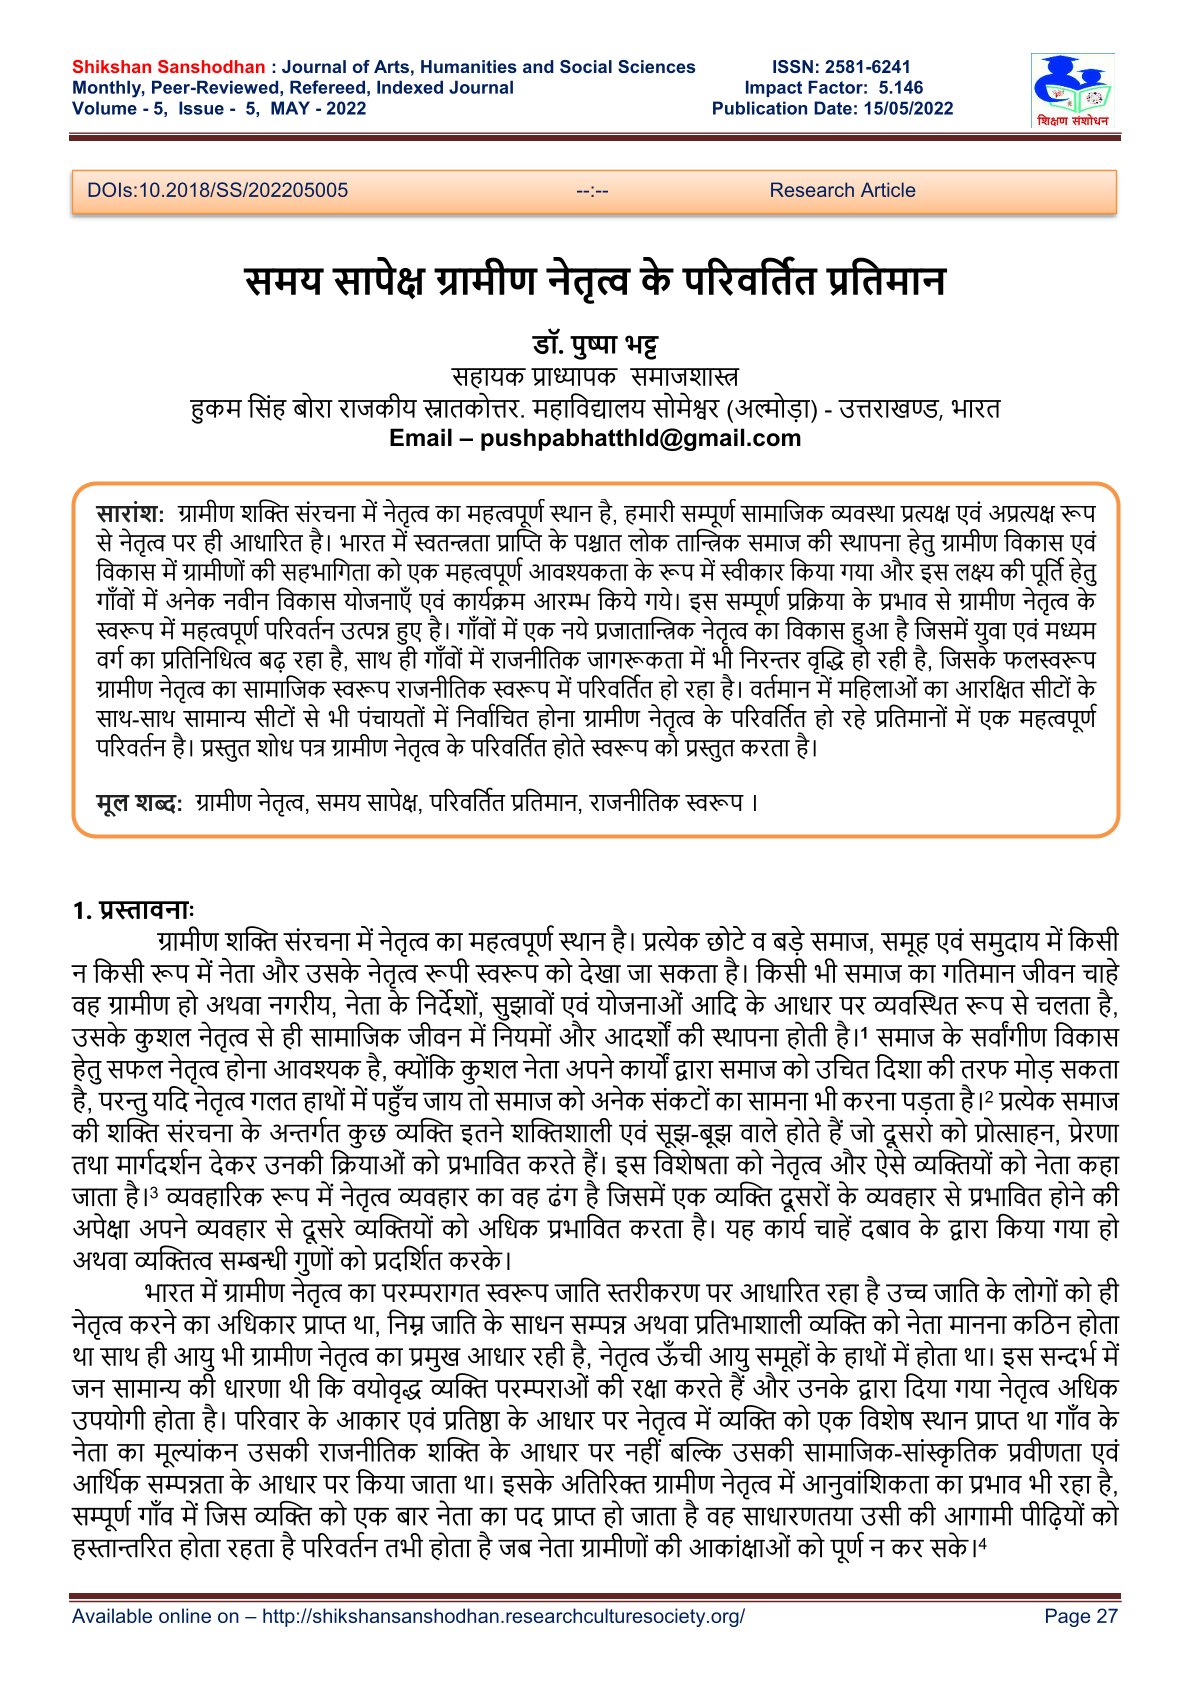 Shikshan Sanshodhan : Journal of Arts, Humanities and Social Sciences ISSN: 2581-6241
Monthly, Peer-Reviewed, Refereed, Indexed Journal Impact Factor: 5.146
Volume - 5, Issue - 5, MAY - 2022 Publication Date: 15/05/2022
शिक्षण संशोधन
DOIs:10.2018/SS/202205005 --:-- Research Article
समय सापेक्ष ग्रामीण नेतृत्व के परिवर्तित प्रतिमान
डॉ. पुष्पा भट्ट
सहायक प्राध्यापक समाजशास्त्र
हुकम सिंह बोरा राजकीय स्नातकोत्तर. महाविद्यालय सोमेश्वर (अल्मोड़ा) - उत्तराखण्ड, भारत
Email – pushpabhatthld@gmail.com
सारांश: ग्रामीण शक्ति संरचना में नेतृत्व का महत्वपूर्ण स्थान है, हमारी सम्पूर्ण सामाजिक व्यवस्था प्रत्यक्ष एवं अप्रत्यक्ष रूप
से नेतृत्व पर ही आधारित है। भारत में स्वतन्त्रता प्राप्ति के पश्चात लोक तान्त्रिक समाज की स्थापना हेतु ग्रामीण विकास एवं
विकास में ग्रामीणों की सहभागिता को एक महत्वपूर्ण आवश्यकता के रूप में स्वीकार किया गया और इस लक्ष्य की पूर्ति हेतु
गाँवों में अनेक नवीन विकास योजनाएँ एवं कार्यक्रम आरम्भ किये गये। इस सम्पूर्ण प्रक्रिया के प्रभाव से ग्रामीण नेतृत्व के
स्वरूप में महत्वपूर्ण परिवर्तन उत्पन्न हुए है। गाँवों में एक नये प्रजातान्त्रिक नेतृत्व का विकास हुआ है जिसमें युवा एवं मध्यम
वर्ग का प्रतिनिधित्व बढ़ रहा है, साथ ही गाँवों में राजनीतिक जागरूकता में भी निरन्तर वृद्धि हो रही है, जिसके फलस्वरूप
ग्रामीण नेतृत्व का सामाजिक स्वरूप राजनीतिक स्वरूप में परिवर्तित हो रहा है। वर्तमान में महिलाओं का आरक्षित सीटों के
साथ-साथ सामान्य सीटों से भी पंचायतों में निर्वाचित होना ग्रामीण नेतृत्व के परिवर्तित हो रहे प्रतिमानों में एक महत्वपूर्ण
परिवर्तन है। प्रस्तुत शोध पत्र ग्रामीण नेतृत्व के परिवर्तित होते स्वरूप को प्रस्तुत करता है।
मूल शब्द: ग्रामीण नेतृत्व, समय सापेक्ष, परिवर्तित प्रतिमान, राजनीतिक स्वरूप ।
1. प्रस्तावनाः
ग्रामीण शक्ति संरचना में नेतृत्व का महत्वपूर्ण स्थान है। प्रत्येक छोटे व बड़े समाज, समूह एवं समुदाय में किसी
न किसी रूप में नेता और उसके नेतृत्व रूपी स्वरूप को देखा जा सकता है। किसी भी समाज का गतिमान जीवन चाहे
वह ग्रामीण हो अथवा नगरीय, नेता के निर्देशों, सुझावों एवं योजनाओं आदि के आधार पर व्यवस्थित रूप से चलता है,
उसके कुशल नेतृत्व से ही सामाजिक जीवन में नियमों और आदर्शों की स्थापना होती है।¹ समाज के सर्वांगीण विकास
हेतु सफल नेतृत्व होना आवश्यक है, क्योंकि कुशल नेता अपने कार्यों द्वारा समाज को उचित दिशा की तरफ मोड़ सकता
है, परन्तु यदि नेतृत्व गलत हाथों में पहुँच जाय तो समाज को अनेक संकटों का सामना भी करना पड़ता है।² प्रत्येक समाज
की शक्ति संरचना के अन्तर्गत कुछ व्यक्ति इतने शक्तिशाली एवं सूझ-बूझ वाले होते हैं जो दूसरो को प्रोत्साहन, प्रेरणा
तथा मार्गदर्शन देकर उनकी क्रियाओं को प्रभावित करते हैं। इस विशेषता को नेतृत्व और ऐसे व्यक्तियों को नेता कहा
जाता है।³ व्यवहारिक रूप में नेतृत्व व्यवहार का वह ढंग है जिसमें एक व्यक्ति दूसरों के व्यवहार से प्रभावित होने की
अपेक्षा अपने व्यवहार से दूसरे व्यक्तियों को अधिक प्रभावित करता है। यह कार्य चाहें दबाव के द्वारा किया गया हो
अथवा व्यक्तित्व सम्बन्धी गुणों को प्रदर्शित करके।
भारत में ग्रामीण नेतृत्व का परम्परागत स्वरूप जाति स्तरीकरण पर आधारित रहा है उच्च जाति के लोगों को ही
नेतृत्व करने का अधिकार प्राप्त था, निम्न जाति के साधन सम्पन्न अथवा प्रतिभाशाली व्यक्ति को नेता मानना कठिन होता
था साथ ही आयु भी ग्रामीण नेतृत्व का प्रमुख आधार रही है, नेतृत्व ऊँची आयु समूहों के हाथों में होता था। इस सन्दर्भ में
जन सामान्य की धारणा थी कि वयोवृद्ध व्यक्ति परम्पराओं की रक्षा करते हैं और उनके द्वारा दिया गया नेतृत्व अधिक
उपयोगी होता है। परिवार के आकार एवं प्रतिष्ठा के आधार पर नेतृत्व में व्यक्ति को एक विशेष स्थान प्राप्त था गाँव के
नेता का मूल्यांकन उसकी राजनीतिक शक्ति के आधार पर नहीं बल्कि उसकी सामाजिक-सांस्कृतिक प्रवीणता एवं
आर्थिक सम्पन्नता के आधार पर किया जाता था। इसके अतिरिक्त ग्रामीण नेतृत्व में आनुवांशिकता का प्रभाव भी रहा है,
सम्पूर्ण गाँव में जिस व्यक्ति को एक बार नेता का पद प्राप्त हो जाता है वह साधारणतया उसी की आगामी पीढ़ियों को
हस्तान्तरित होता रहता है परिवर्तन तभी होता है जब नेता ग्रामीणों की आकांक्षाओं को पूर्ण न कर सके।⁴
Available online on – http://shikshansanshodhan.researchculturesociety.org/ Page 27